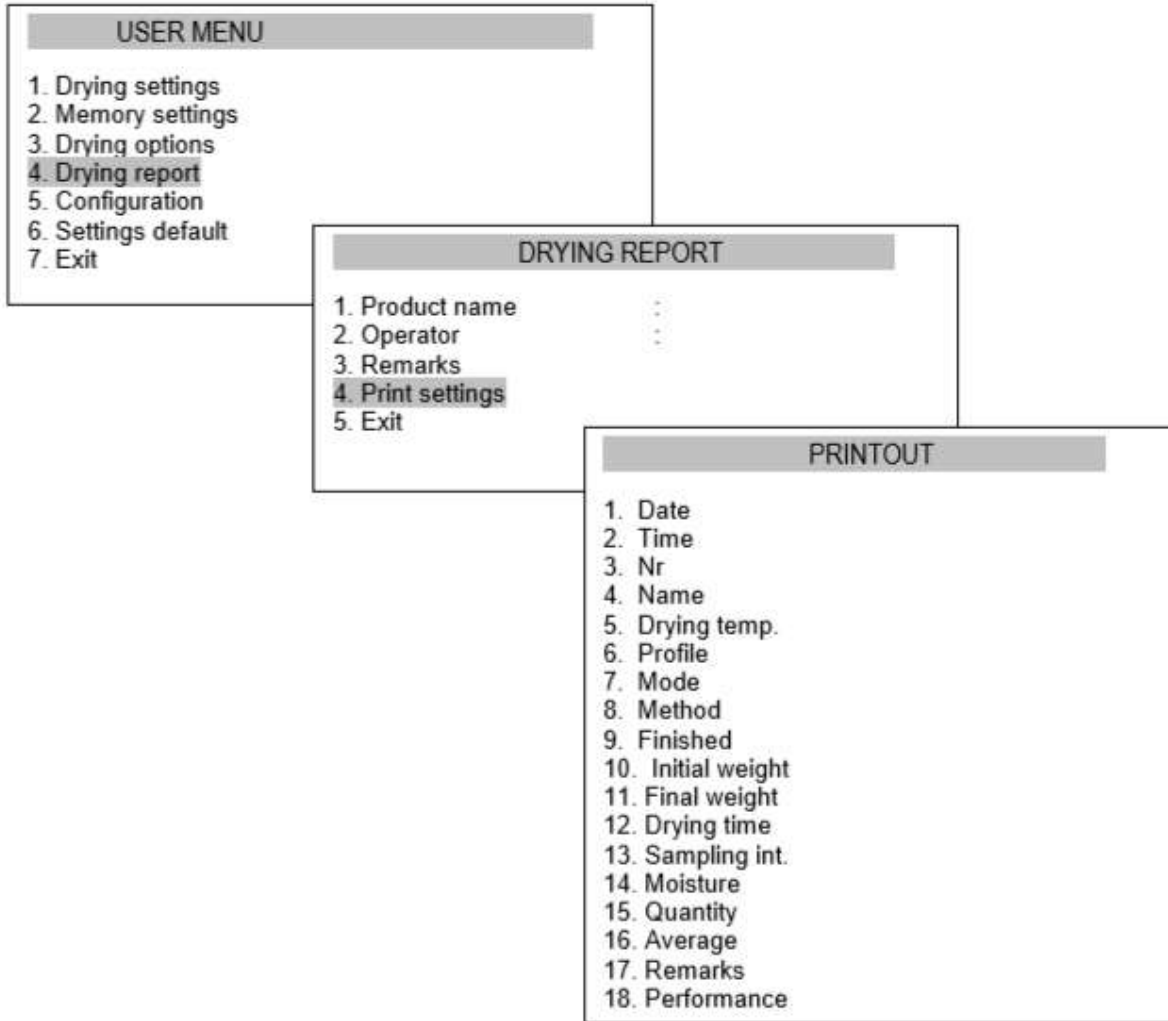 USER MENU
1. Drying settings
2. Memory settings
3. Drying options
4. Drying report
5. Configuration
6. Settings default
7. Exit
DRYING REPORT
1. Product name :
2. Operator :
3. Remarks
4. Print settings
5. Exit
PRINTOUT
1. Date
2. Time
3. Nr
4. Name
5. Drying temp.
6. Profile
7. Mode
8. Method
9. Finished
10. Initial weight
11. Final weight
12. Drying time
13. Sampling int.
14. Moisture
15. Quantity
16. Average
17. Remarks
18. Performance